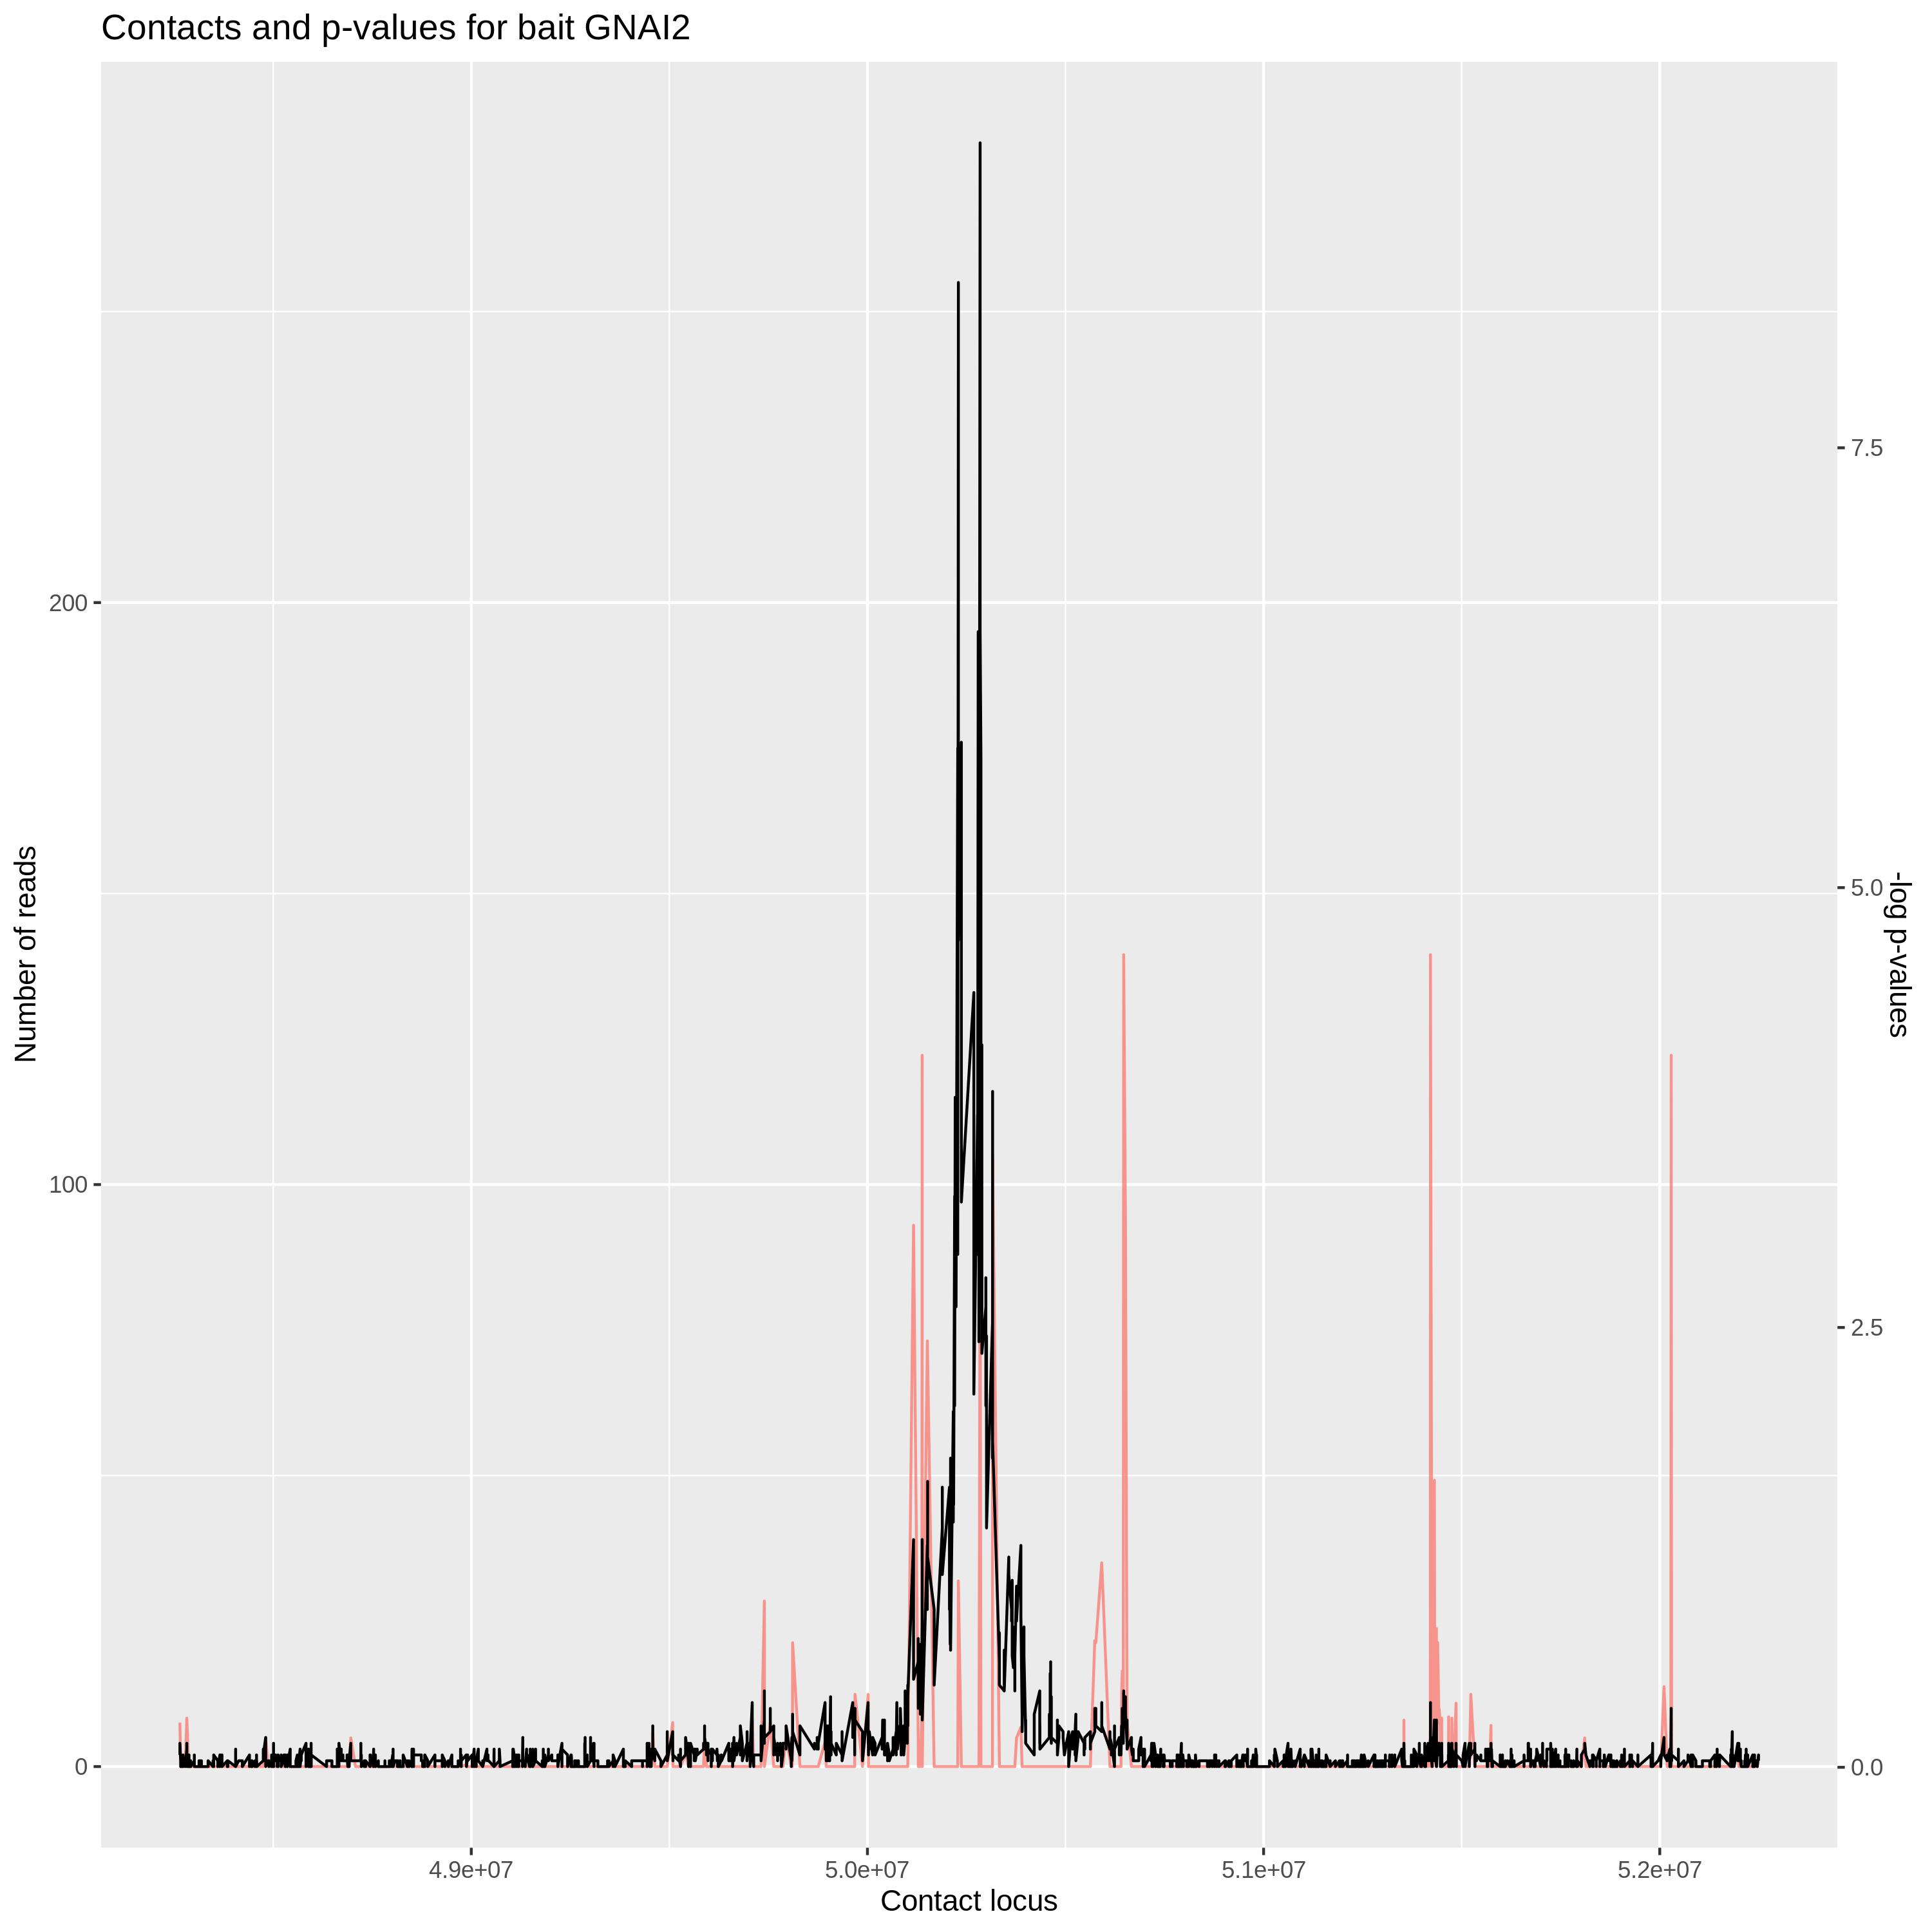 Contacts and p-values for bait GNAI2
Number of reads
200
100
0
7.5
5.0
2.5
0.0
-log p-values
4.9e+07 5.0e+07 5.1e+07 5.2e+07
Contact locus